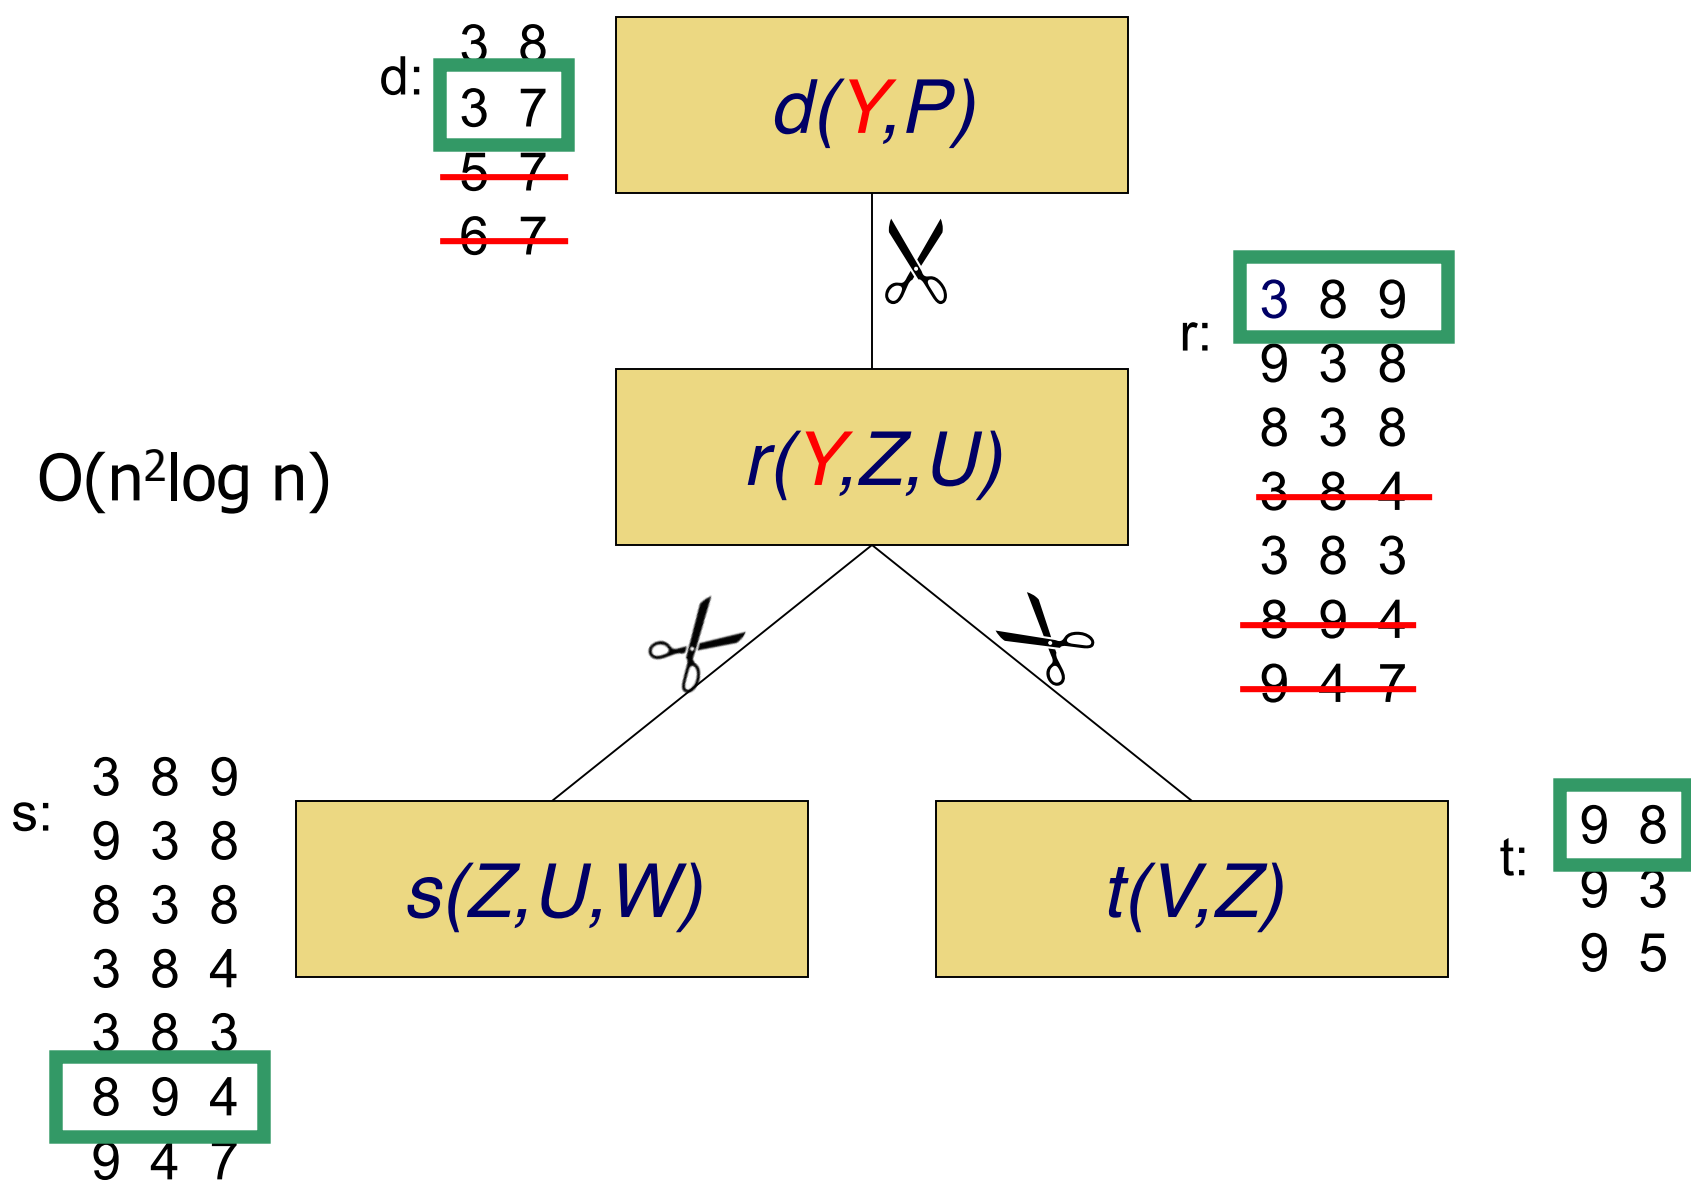 d:
3 8
3 7
5 7
6 7
d(Y,P)
r:
3 8 9
9 3 8
8 3 8
3 8 4
3 8 3
8 9 4
9 4 7
r(Y,Z,U)
O(n²log n)
s:
3 8 9
9 3 8
8 3 8
3 8 4
3 8 3
8 9 4
9 4 7
s(Z,U,W)
t(V,Z)
t:
9 8
9 3
9 5